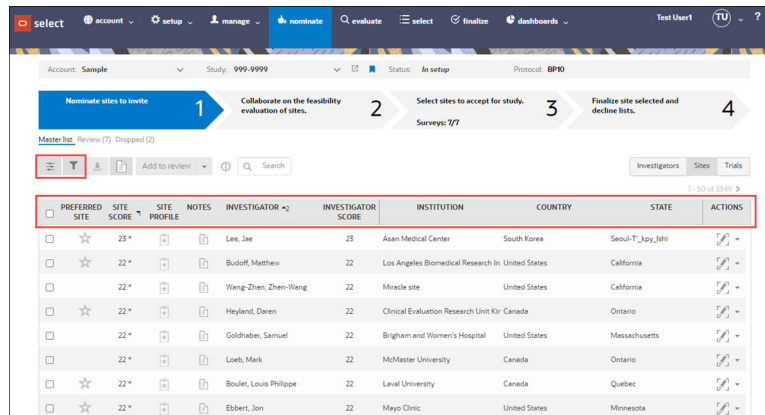 select account setup manage nominate evaluate select finalize dashboards Test User1 TU ?
Account: Sample Study: 999-9999 Status: In setup Protocol: BP10
Nominate sites to invite 1 Collaborate on the feasibility evaluation of sites. 2 Select sites to accept for study. Surveys: 7/7 3 Finalize site selected and decline lists. 4
Master list Review (7) Dropped (2)
Add to review Search Investigators Sites Trials
1-50 of 3549
PREFERRED SITE SITE SCORE SITE PROFILE NOTES INVESTIGATOR 2 INVESTIGATOR SCORE INSTITUTION COUNTRY STATE ACTIONS
23 * Lee, Jae 23 Asan Medical Center South Korea Seoul-T'_kpy_Ishi
22 * Budoff, Matthew 22 Los Angeles Biomedical Research In United States California
22 * Wang-Zhen, Zhen-Wang 22 Miracle site United States California
22 * Heyland, Daren 22 Clinical Evaluation Research Unit Kir Canada Ontario
22 * Goldhaber, Samuel 22 Brigham and Women's Hospital United States Massachusetts
22 * Loeb, Mark 22 McMaster University Canada Ontario
22 * Boulet, Louis Philippe 22 Laval University Canada Quebec
22 * Ebbert, Jon 22 Mayo Clinic United States Minnesota